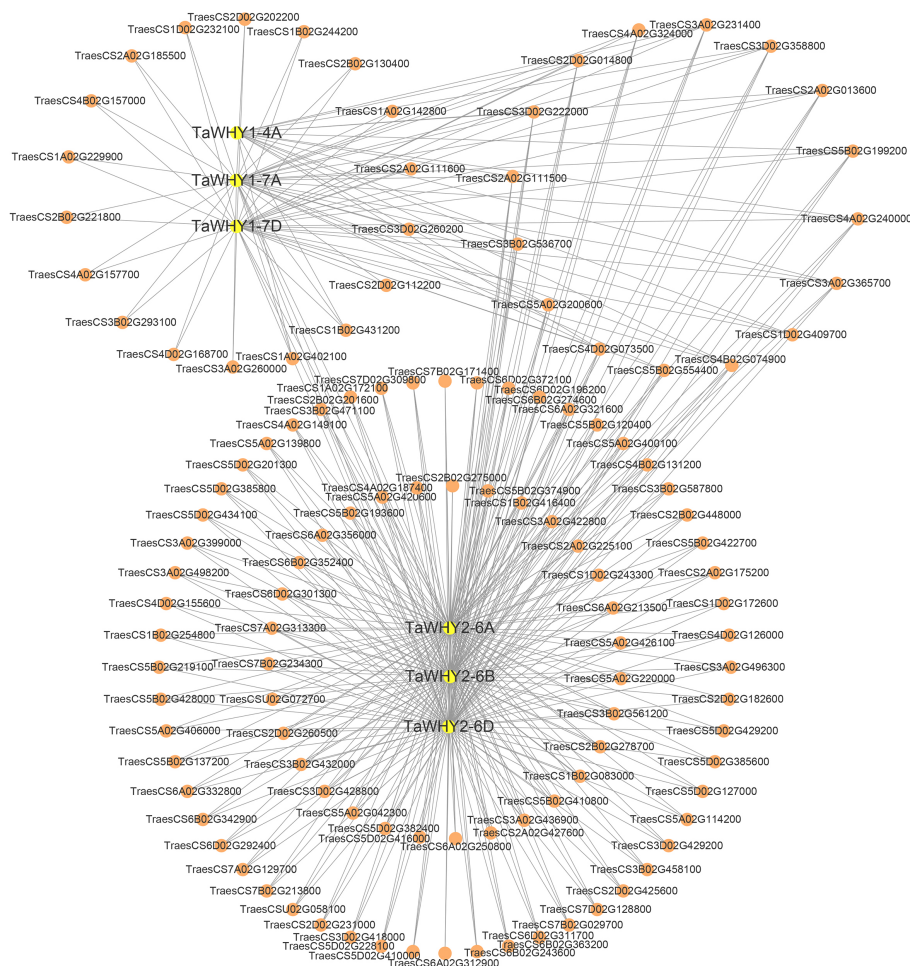 TraesCS2D02G202200
TraesCS1D02G232100
TraesCS1B02G244200
TraesCS3A02G231400
TraesCS4A02G324000
TraesCS3D02G358800
TraesCS2A02G185500
TraesCS2B02G130400
TraesCS2D02G014800
TraesCS2A02G013600
TraesCS4B02G157000
TraesCS1A02G142800
TraesCS3D02G222000
TaWHY1-4A
TraesCS5B02G199200
TraesCS1A02G229900
TraesCS2A02G111600
TraesCS2A02G111500
TaWHY1-7A
TraesCS2B02G221800
TraesCS4A02G240000
TaWHY1-7D
TraesCS3D02G260200
TraesCS3B02G536700
TraesCS4A02G157700
TraesCS2D02G112200
TraesCS3A02G365700
TraesCS5A02G200600
TraesCS3B02G293100
TraesCS1B02G431200
TraesCS1D02G409700
TraesCS4D02G168700
TraesCS1A02G402100
TraesCS3A02G260000
TraesCS4D02G073500
TraesCS4B02G074900
TraesCS5B02G554400
TraesCS7B02G171400
TraesCS7D02G309800
TraesCS6D02G372100
TraesCS1A02G172100
TraesCS6D02G196200
TraesCS2B02G201600
TraesCS6B02G274600
TraesCS3B02G471100
TraesCS6A02G321600
TraesCS4A02G149100
TraesCS5B02G120400
TraesCS5A02G139800
TraesCS5A02G400100
TraesCS5D02G201300
TraesCS4B02G131200
TraesCS2B02G275000
TraesCS5D02G385800
TraesCS4A02G187400
TraesCS5B02G374900
TraesCS3B02G587800
TraesCS5A02G420600
TraesCS1B02G416400
TraesCS5D02G434100
TraesCS5B02G193600
TraesCS3A02G422800
TraesCS2B02G448000
TraesCS3A02G399000
TraesCS6A02G356000
TraesCS2A02G225100
TraesCS5B02G422700
TraesCS3A02G498200
TraesCS6B02G352400
TraesCS1D02G243300
TraesCS2A02G175200
TraesCS4D02G155600
TraesCS6D02G301300
TraesCS6A02G213500
TraesCS1D02G172600
TraesCS1B02G254800
TraesCS7A02G313300
TaWHY2-6A
TraesCS5A02G426100
TraesCS4D02G126000
TraesCS5B02G219100
TraesCS7B02G234300
TaWHY2-6B
TraesCS5A02G220000
TraesCS3A02G496300
TraesCS5B02G428000
TraesCSU02G072700
TraesCS3B02G561200
TraesCS2D02G182600
TraesCS5A02G406000
TraesCS2D02G260500
TaWHY2-6D
TraesCS2B02G278700
TraesCS5D02G429200
TraesCS5B02G137200
TraesCS3B02G432000
TraesCS1B02G083000
TraesCS5D02G385600
TraesCS6A02G332800
TraesCS3D02G428800
TraesCS5B02G410800
TraesCS5D02G127000
TraesCS6B02G342900
TraesCS5A02G042300
TraesCS3A02G436900
TraesCS5A02G114200
TraesCS5D02G382400
TraesCS2A02G427600
TraesCS6D02G292400
TraesCS5D02G416000
TraesCS6A02G250800
TraesCS3D02G429200
TraesCS7A02G129700
TraesCS3B02G458100
TraesCS7B02G213800
TraesCS2D02G425600
TraesCSU02G058100
TraesCS7D02G128800
TraesCS2D02G231000
TraesCS7B02G029700
TraesCS3D02G418000
TraesCS6D02G311700
TraesCS5D02G228100
TraesCS6B02G363200
TraesCS5D02G410000
TraesCS6B02G243600
TraesCS6A02G312900